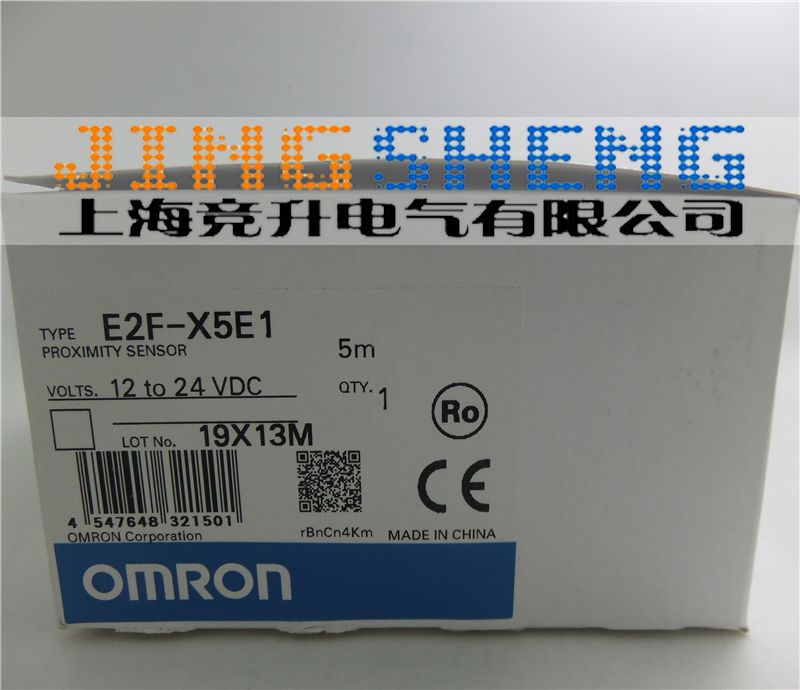 JINGSHENG
上海竞升电气有限公司
TYPE E2F-X5E1
PROXIMITY SENSOR 5m
VOLTS. 12 to 24 VDC QTY. 1
Ro
LOT No. 19X13M
CE
4 547648 321501
OMRON Corporation rBnCn4Km MADE IN CHINA
OMRON